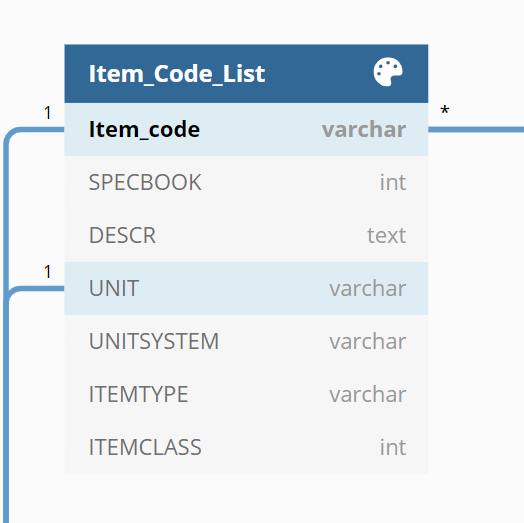 Item_Code_List
1 Item_code varchar *
SPECBOOK int
DESCR text
1 UNIT varchar
UNITSYSTEM varchar
ITEMTYPE varchar
ITEMCLASS int